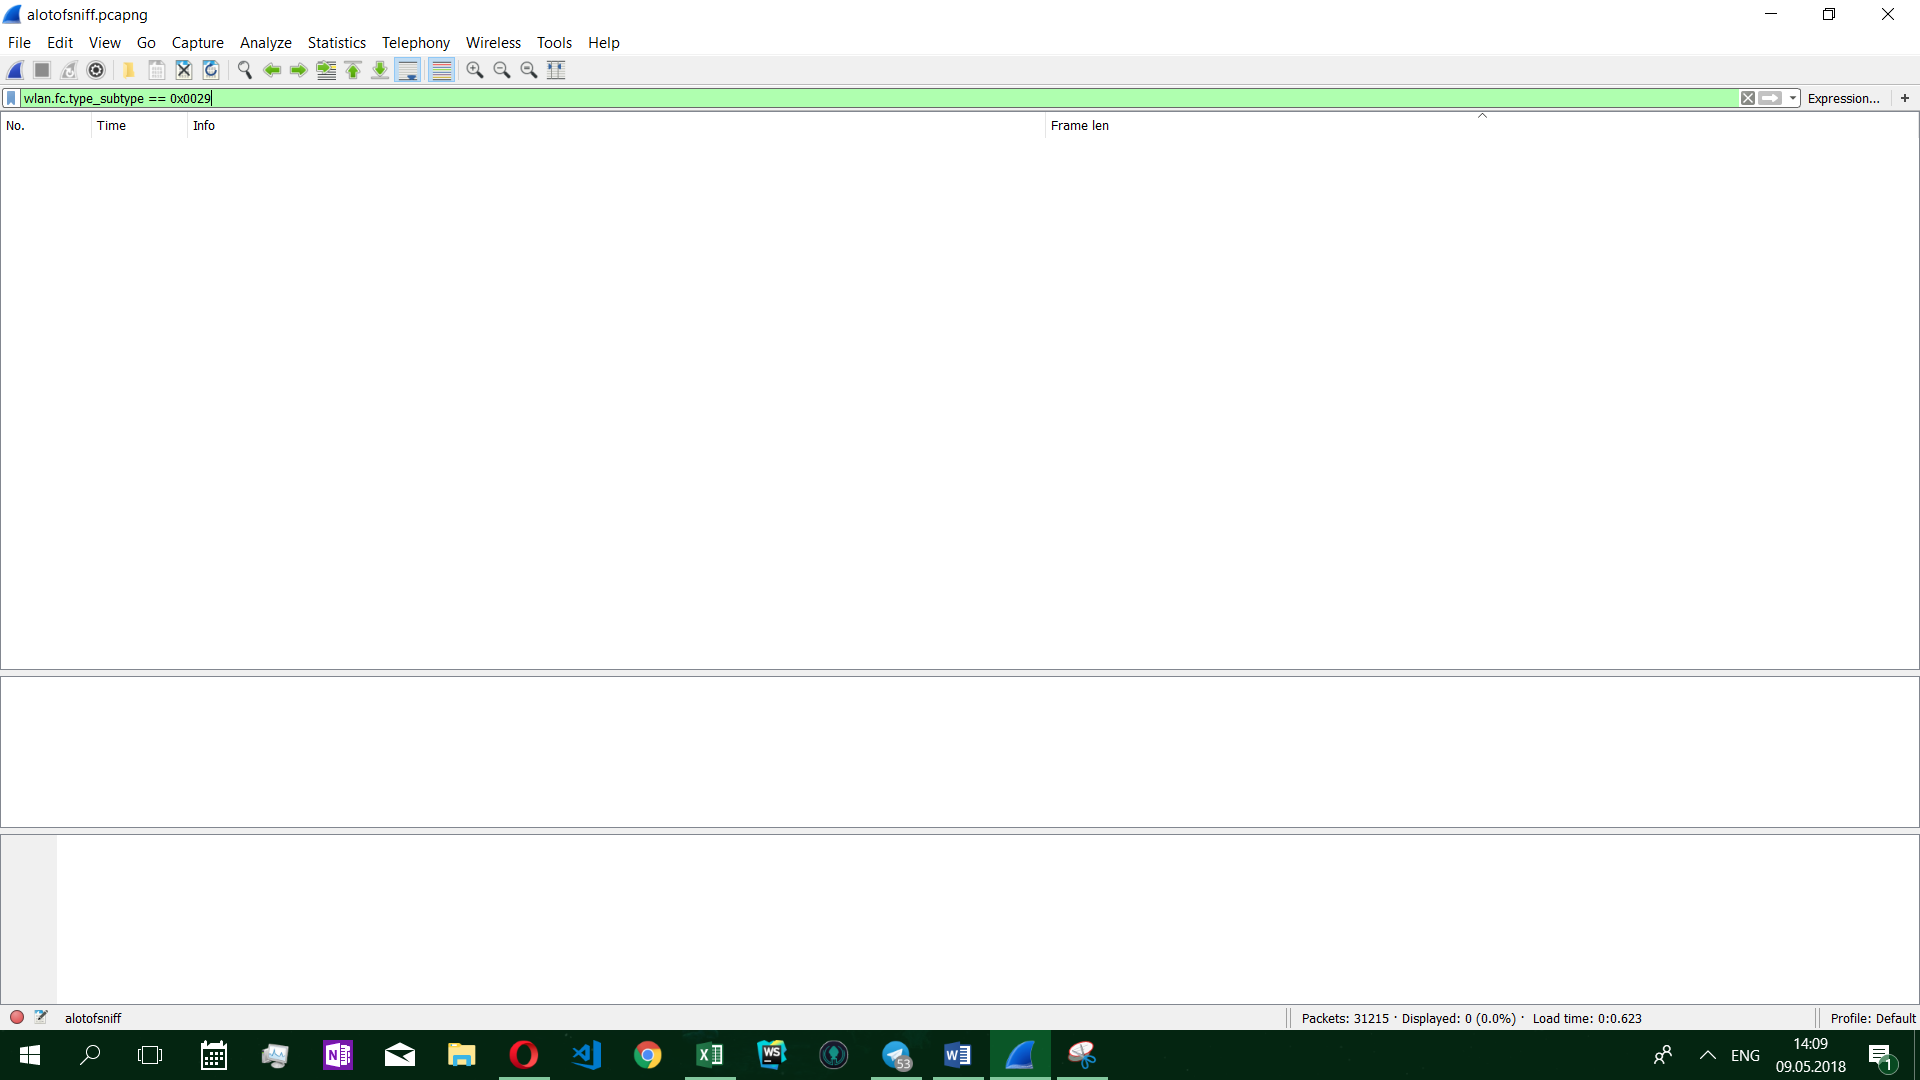 alotofsniff.pcapng
File Edit View Go Capture Analyze Statistics Telephony Wireless Tools Help
wlan.fc.type_subtype == 0x0029 Expression... +
No. Time Info Frame len
alotofsniff Packets: 31215 · Displayed: 0 (0.0%) · Load time: 0:0.623 Profile: Default
N
X
WS
53
W
ENG
14:09
09.05.2018
1